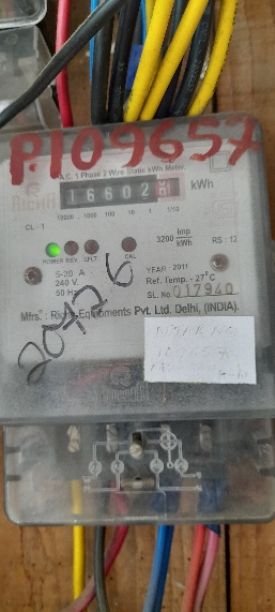 P109657
A.C. 1 Phase 2 Wire Static kWh Meter.
RICHA
16602 kWh
10000 1000 100 10 1 1/10
CL - 1
3200 imp/kWh
RS : 12
POWER REV. CAL
5-20 A
240 V.
50 H
YEAR - 2011
Ref. Temp. - 27°C
SL. No. 017940
20776
Mfrs. : Equipments Pvt. Ltd. Delhi, (INDIA).